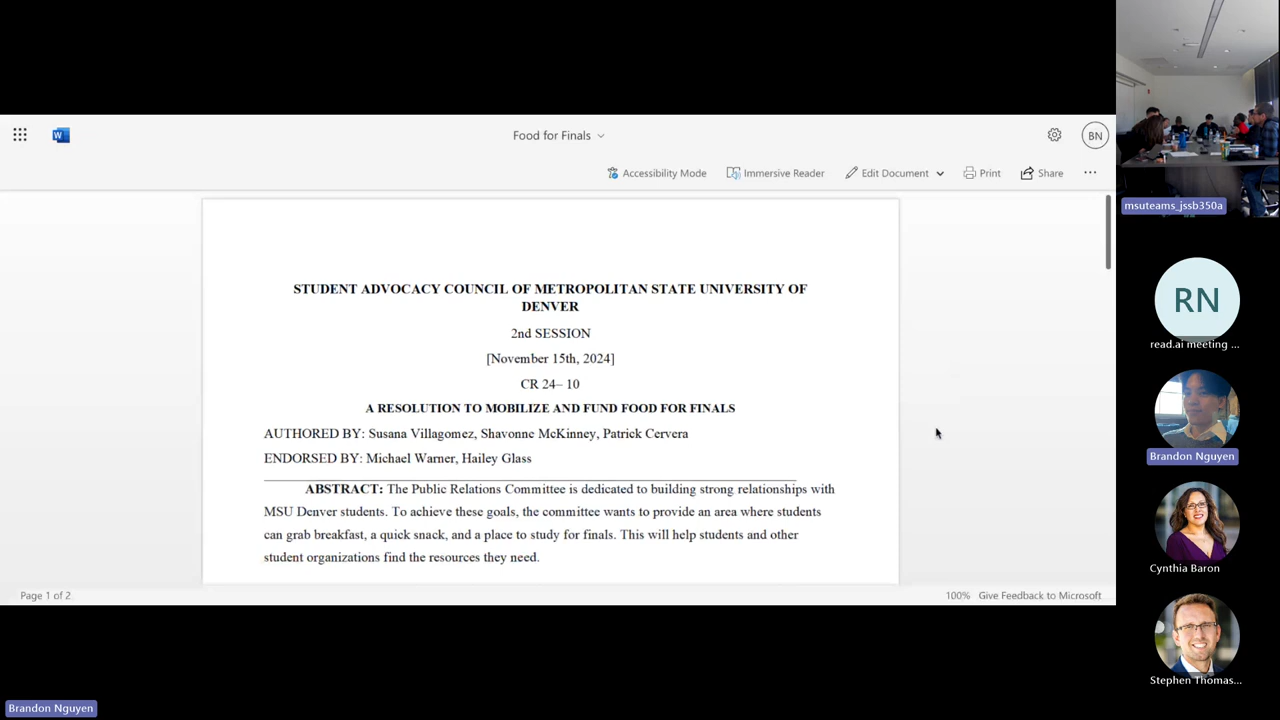 Food for Finals
BN
Accessibility Mode
Immersive Reader
Edit Document
Print
Share
STUDENT ADVOCACY COUNCIL OF METROPOLITAN STATE UNIVERSITY OF
DENVER
2nd SESSION
[November 15th, 2024]
CR 24– 10
A RESOLUTION TO MOBILIZE AND FUND FOOD FOR FINALS
AUTHORED BY: Susana Villagomez, Shavonne McKinney, Patrick Cervera
ENDORSED BY: Michael Warner, Hailey Glass
ABSTRACT: The Public Relations Committee is dedicated to building strong relationships with
MSU Denver students. To achieve these goals, the committee wants to provide an area where students
can grab breakfast, a quick snack, and a place to study for finals. This will help students and other
student organizations find the resources they need.
Page 1 of 2
100% Give Feedback to Microsoft
msuteams_jssb350a
RN
read.ai meeting ...
Brandon Nguyen
Cynthia Baron
Stephen Thomas...
Brandon Nguyen